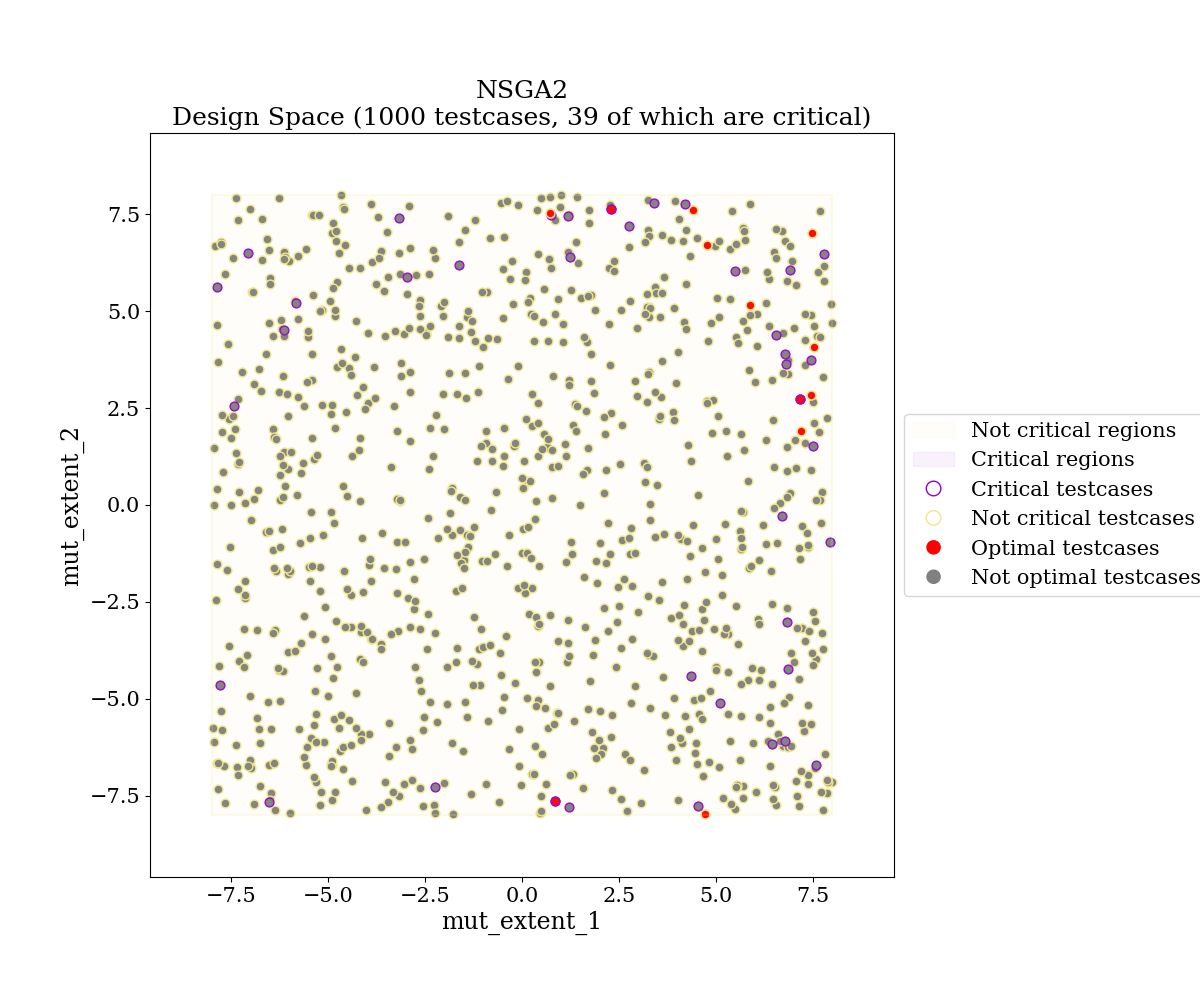 NSGA2
Design Space (1000 testcases, 39 of which are critical)
mut_extent_2
7.5
5.0
2.5
0.0
−2.5
−5.0
−7.5
−7.5
−5.0
−2.5
0.0
2.5
5.0
7.5
mut_extent_1
Not critical regions
Critical regions
Critical testcases
Not critical testcases
Optimal testcases
Not optimal testcases